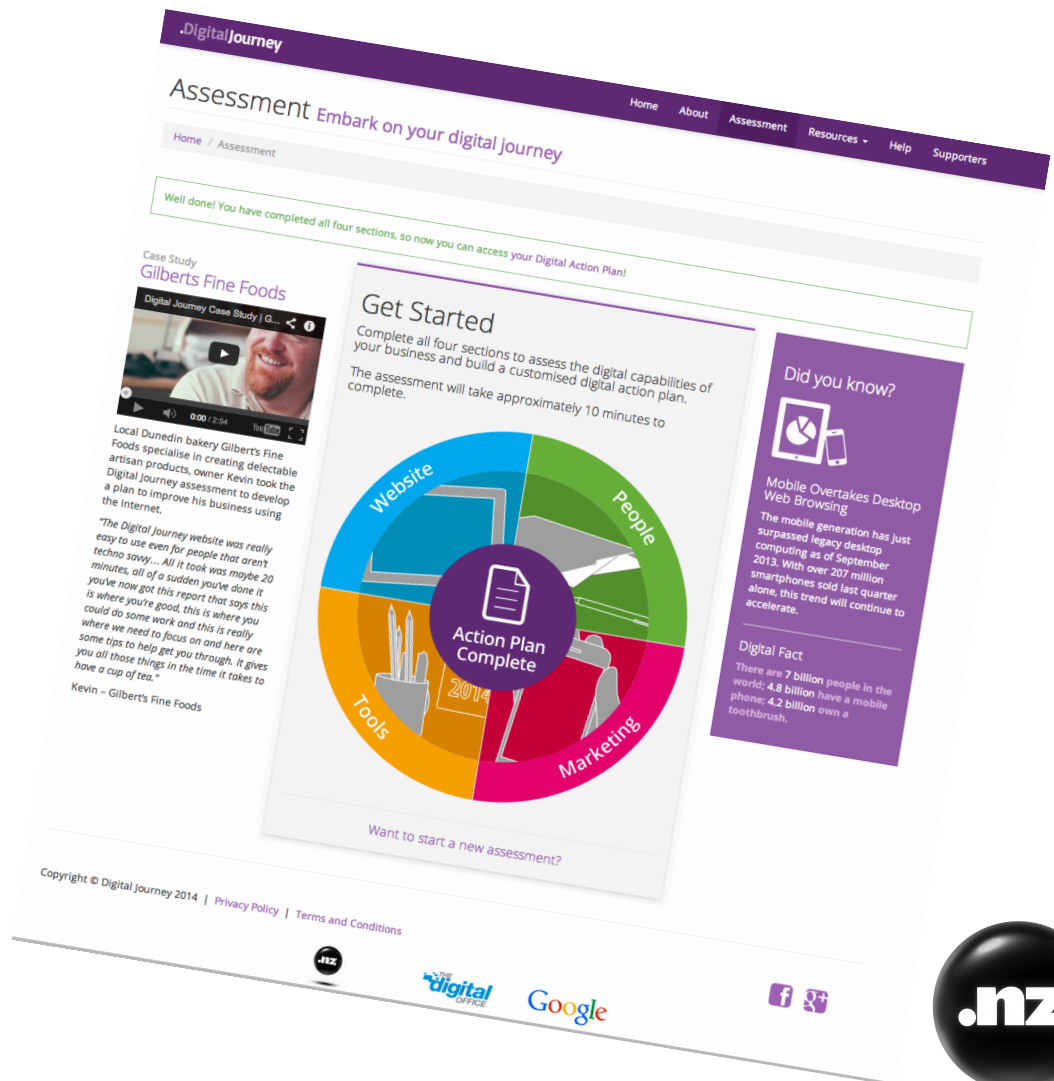 .DigitalJourney
Home About Assessment Resources Help Supporters
Assessment Embark on your digital journey
Home / Assessment
Well done! You have completed all four sections, so now you can access your Digital Action Plan!
Case Study
Gilberts Fine Foods
Digital Journey Case Study | G...
0:00 / 2:54
YouTube
Local Dunedin bakery Gilbert's Fine
Foods specialise in creating delectable
artisan products, owner Kevin took the
Digital Journey assessment to develop
a plan to improve his business using
the Internet.
"The Digital Journey website was really
easy to use even for people that aren't
techno savvy.... All it took was maybe 20
minutes, all of a sudden you've done it
you've now got this report that says this
is where you're good, this is where you
could do some work and this is really
where we need to focus on and here are
some tips to help get you through. It gives
you all those things in the time it takes to
have a cup of tea."
Kevin – Gilbert's Fine Foods
Get Started
Complete all four sections to assess the digital capabilities of
your business and build a customised digital action plan.
The assessment will take approximately 10 minutes to
complete.
Website
People
Action Plan
Complete
2014
Tools
Marketing
Want to start a new assessment?
Did you know?
Mobile Overtakes Desktop
Web Browsing
The mobile generation has just
surpassed legacy desktop
computing as of September
2013. With over 207 million
smartphones sold last quarter
alone, this trend will continue to
accelerate.
Digital Fact
There are 7 billion people in the
world; 4.8 billion have a mobile
phone; 4.2 billion own a
toothbrush.
Copyright © Digital Journey 2014 | Privacy Policy | Terms and Conditions
.nz
THE
digital
OFFICE
Google
f g+
.nz